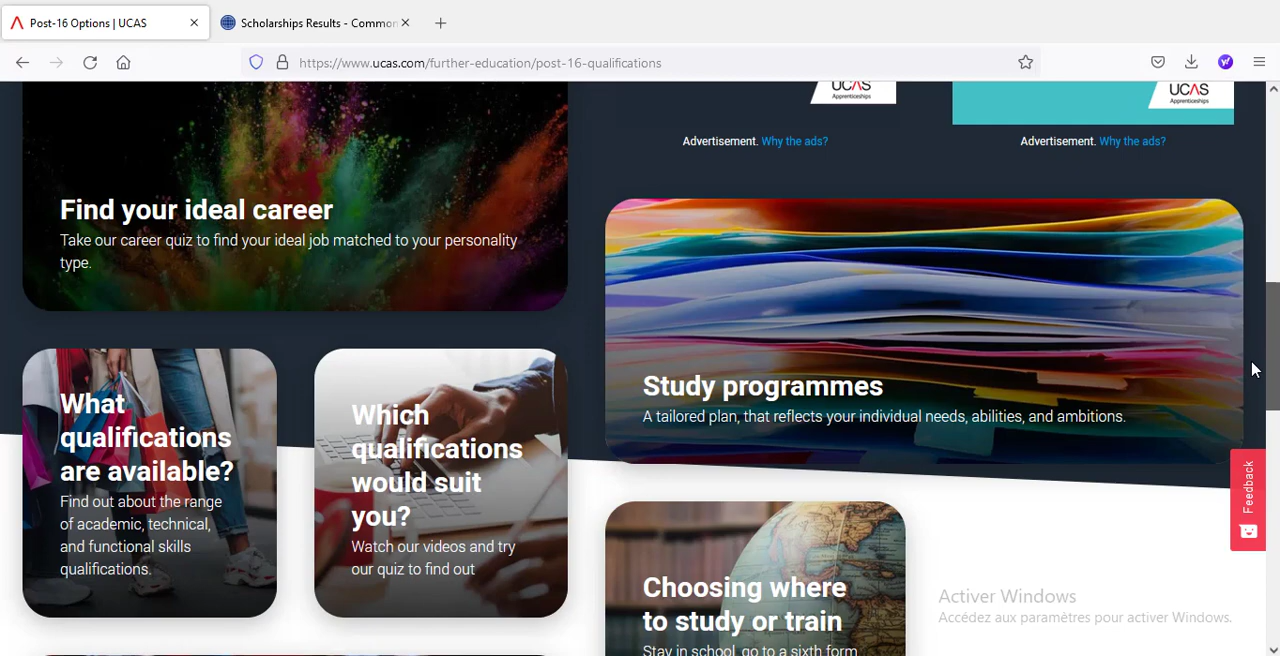 Post-16 Options | UCAS
Scholarships Results - Common
https://www.ucas.com/further-education/post-16-qualifications
UCAS
Apprenticeships
UCAS
Apprenticeships
Advertisement. Why the ads?
Advertisement. Why the ads?
Find your ideal career
Take our career quiz to find your ideal job matched to your personality
type.
Study programmes
A tailored plan, that reflects your individual needs, abilities, and ambitions.
What
qualifications
are available?
Find out about the range
of academic, technical,
and functional skills
qualifications.
Which
qualifications
would suit
you?
Watch our videos and try
our quiz to find out
Choosing where
to study or train
Stay in school, go to a sixth form
Feedback
Activer Windows
Accédez aux paramètres pour activer Windows.